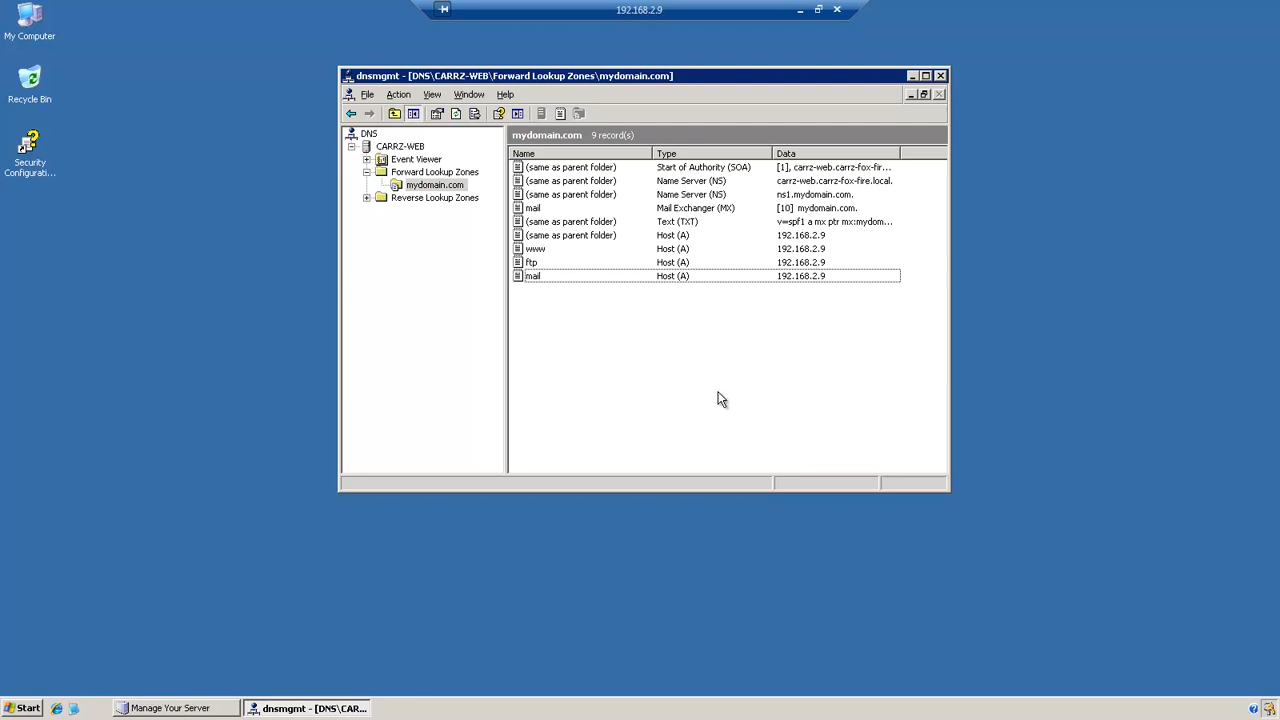 192.168.2.9
My Computer
Recycle Bin
Security
Configurati...
dnsmgmt - [DNS\CARRZ-WEB\Forward Lookup Zones\mydomain.com]
File Action View Window Help
DNS
CARRZ-WEB
Event Viewer
Forward Lookup Zones
mydomain.com
Reverse Lookup Zones
mydomain.com 9 record(s)
Name Type Data
(same as parent folder) Start of Authority (SOA) [1], carrz-web.carrz-fox-fir...
(same as parent folder) Name Server (NS) carrz-web.carrz-fox-fire.local.
(same as parent folder) Name Server (NS) ns1.mydomain.com.
mail Mail Exchanger (MX) [10] mydomain.com.
(same as parent folder) Text (TXT) v=spf1 a mx ptr mx:mydom...
(same as parent folder) Host (A) 192.168.2.9
www Host (A) 192.168.2.9
ftp Host (A) 192.168.2.9
mail Host (A) 192.168.2.9
Start Manage Your Server dnsmgmt - [DNS\CAR...